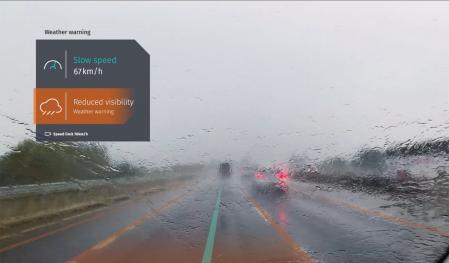 Weather warning
Slow speed
67 km/h
Reduced visibility
Weather warning